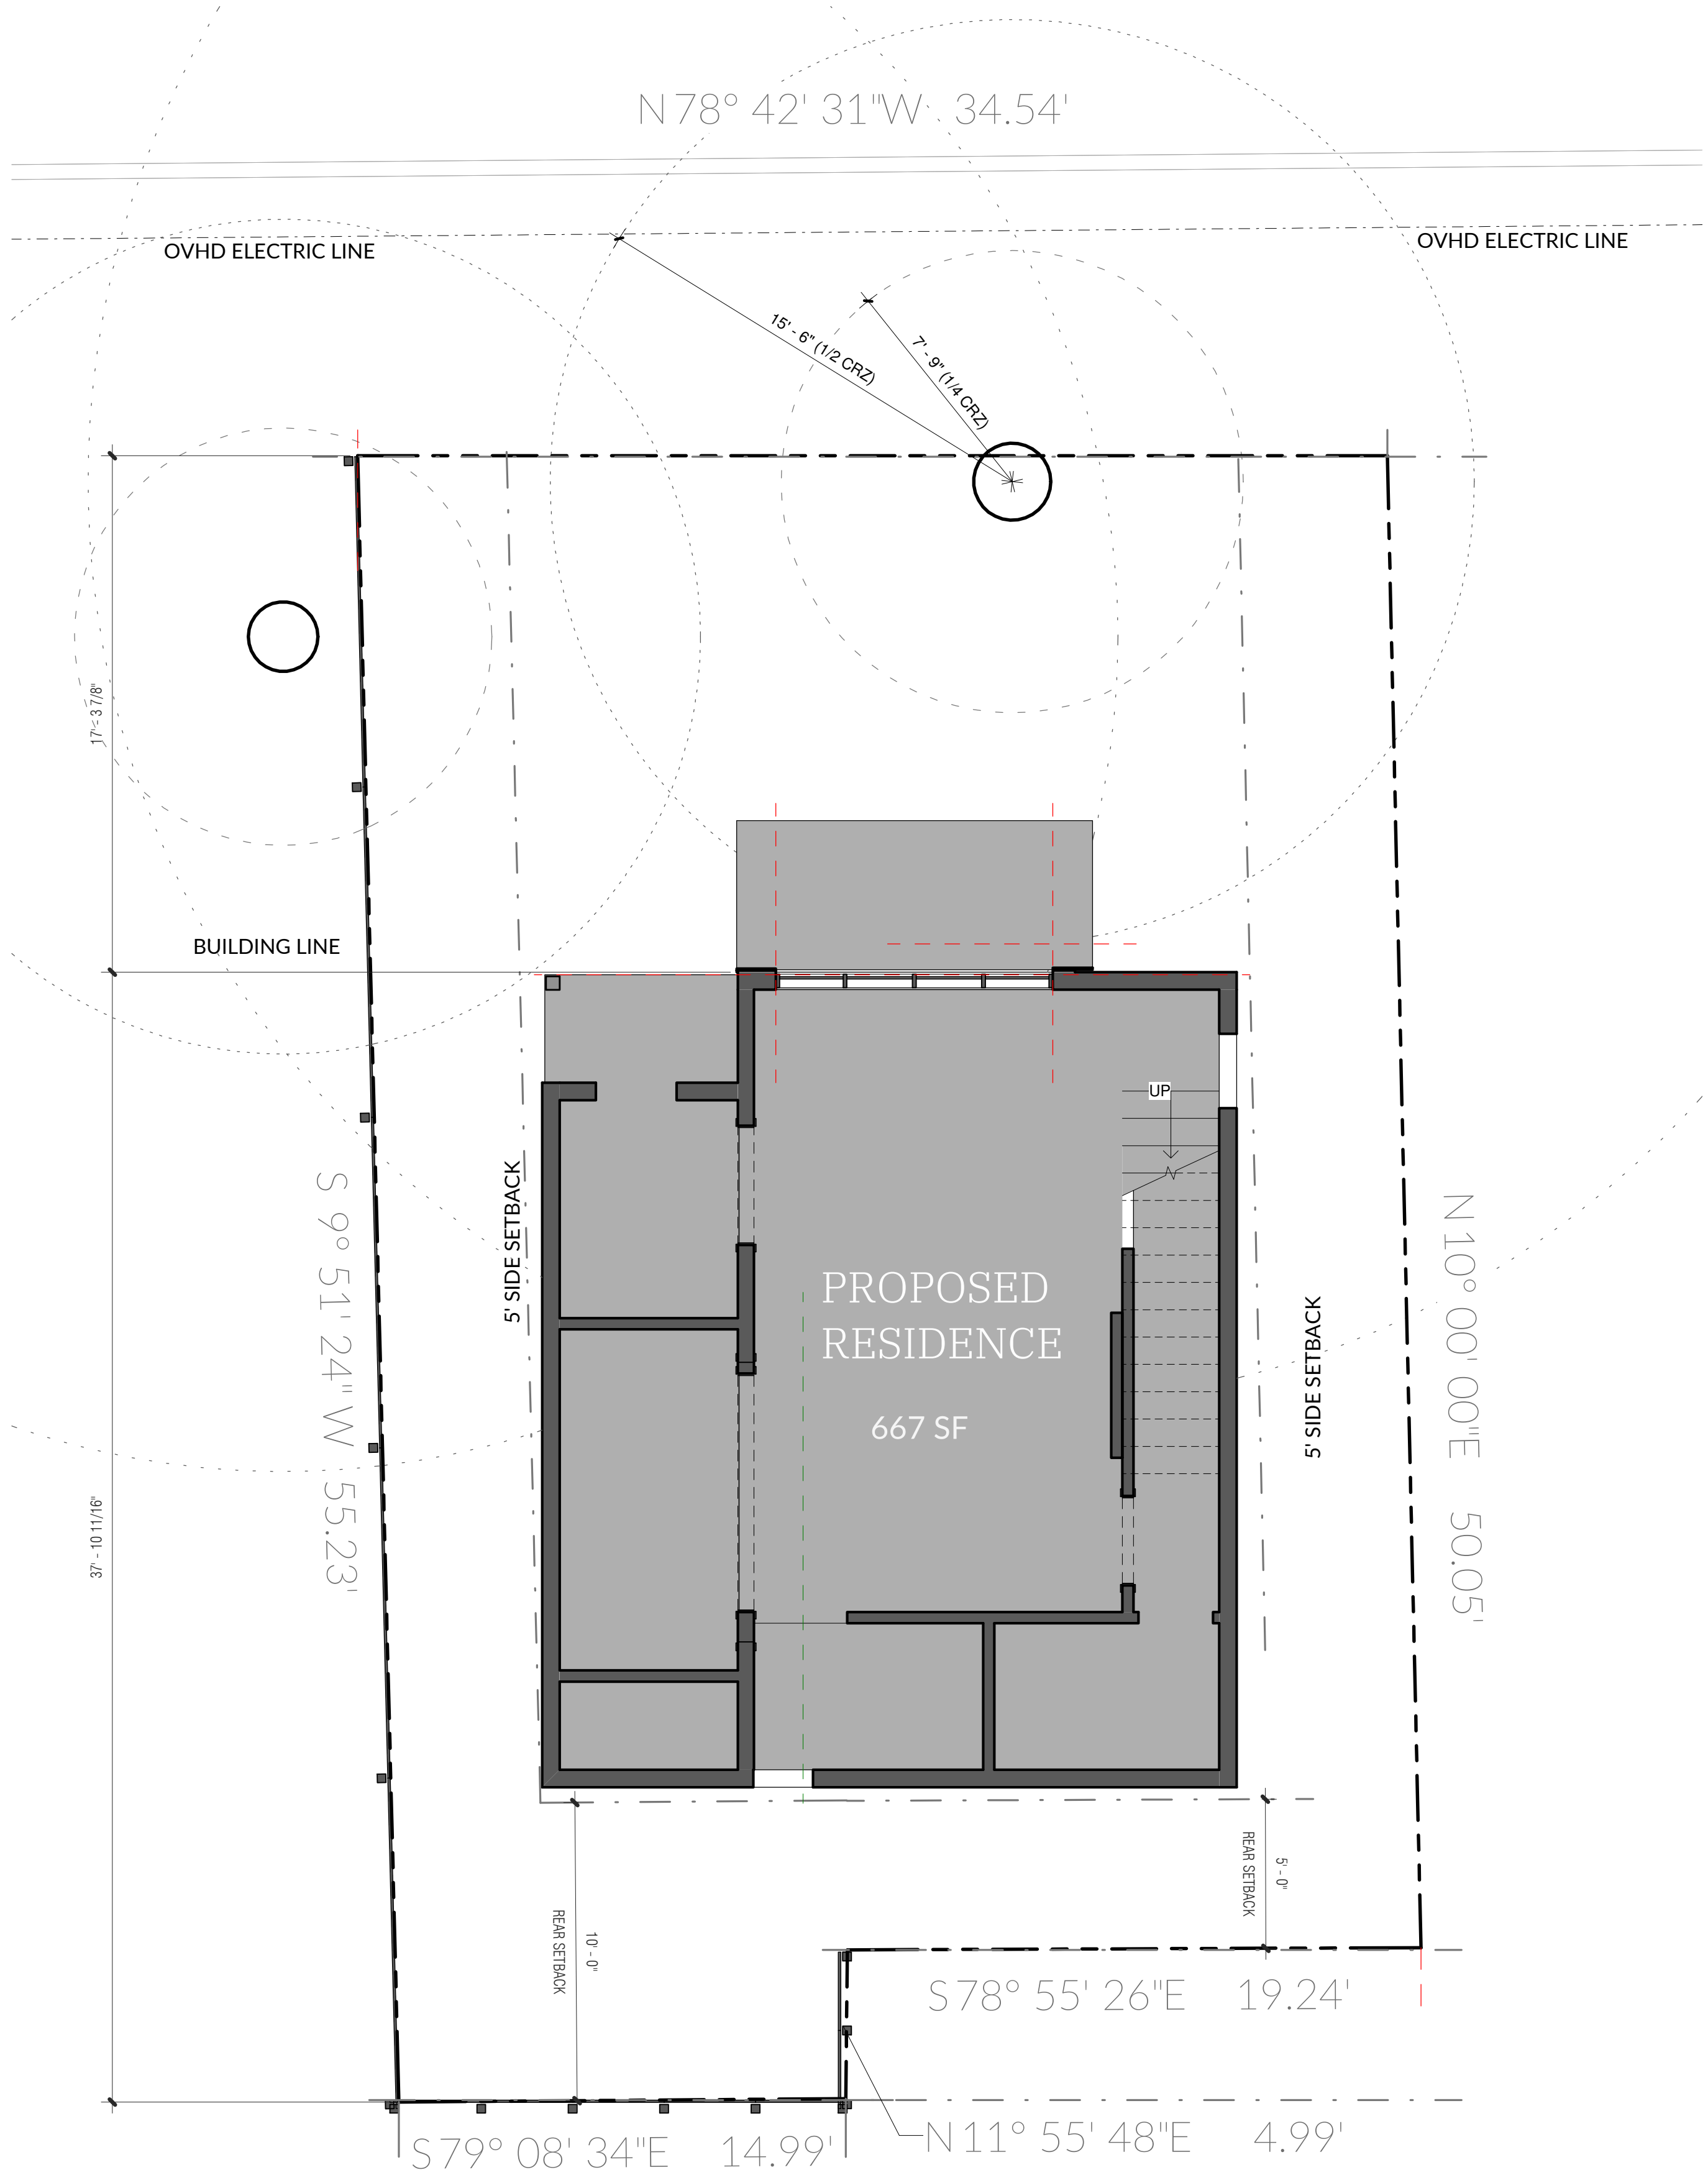 N 78° 42' 31"W 34.54'
OVHD ELECTRIC LINE
OVHD ELECTRIC LINE
15' - 6" (1/2 CRZ)
7' - 9" (1/4 CRZ)
17' - 3 7/8"
BUILDING LINE
UP
5' SIDE SETBACK
S 9° 51' 24" W 55.23'
PROPOSED
RESIDENCE
667 SF
5' SIDE SETBACK
N 10° 00' 00"E 50.05'
37' - 10 11/16"
5' - 0"
REAR SETBACK
10' - 0"
REAR SETBACK
S 78° 55' 26"E 19.24'
N 11° 55' 48"E 4.99'
S 79° 08' 34"E 14.99'